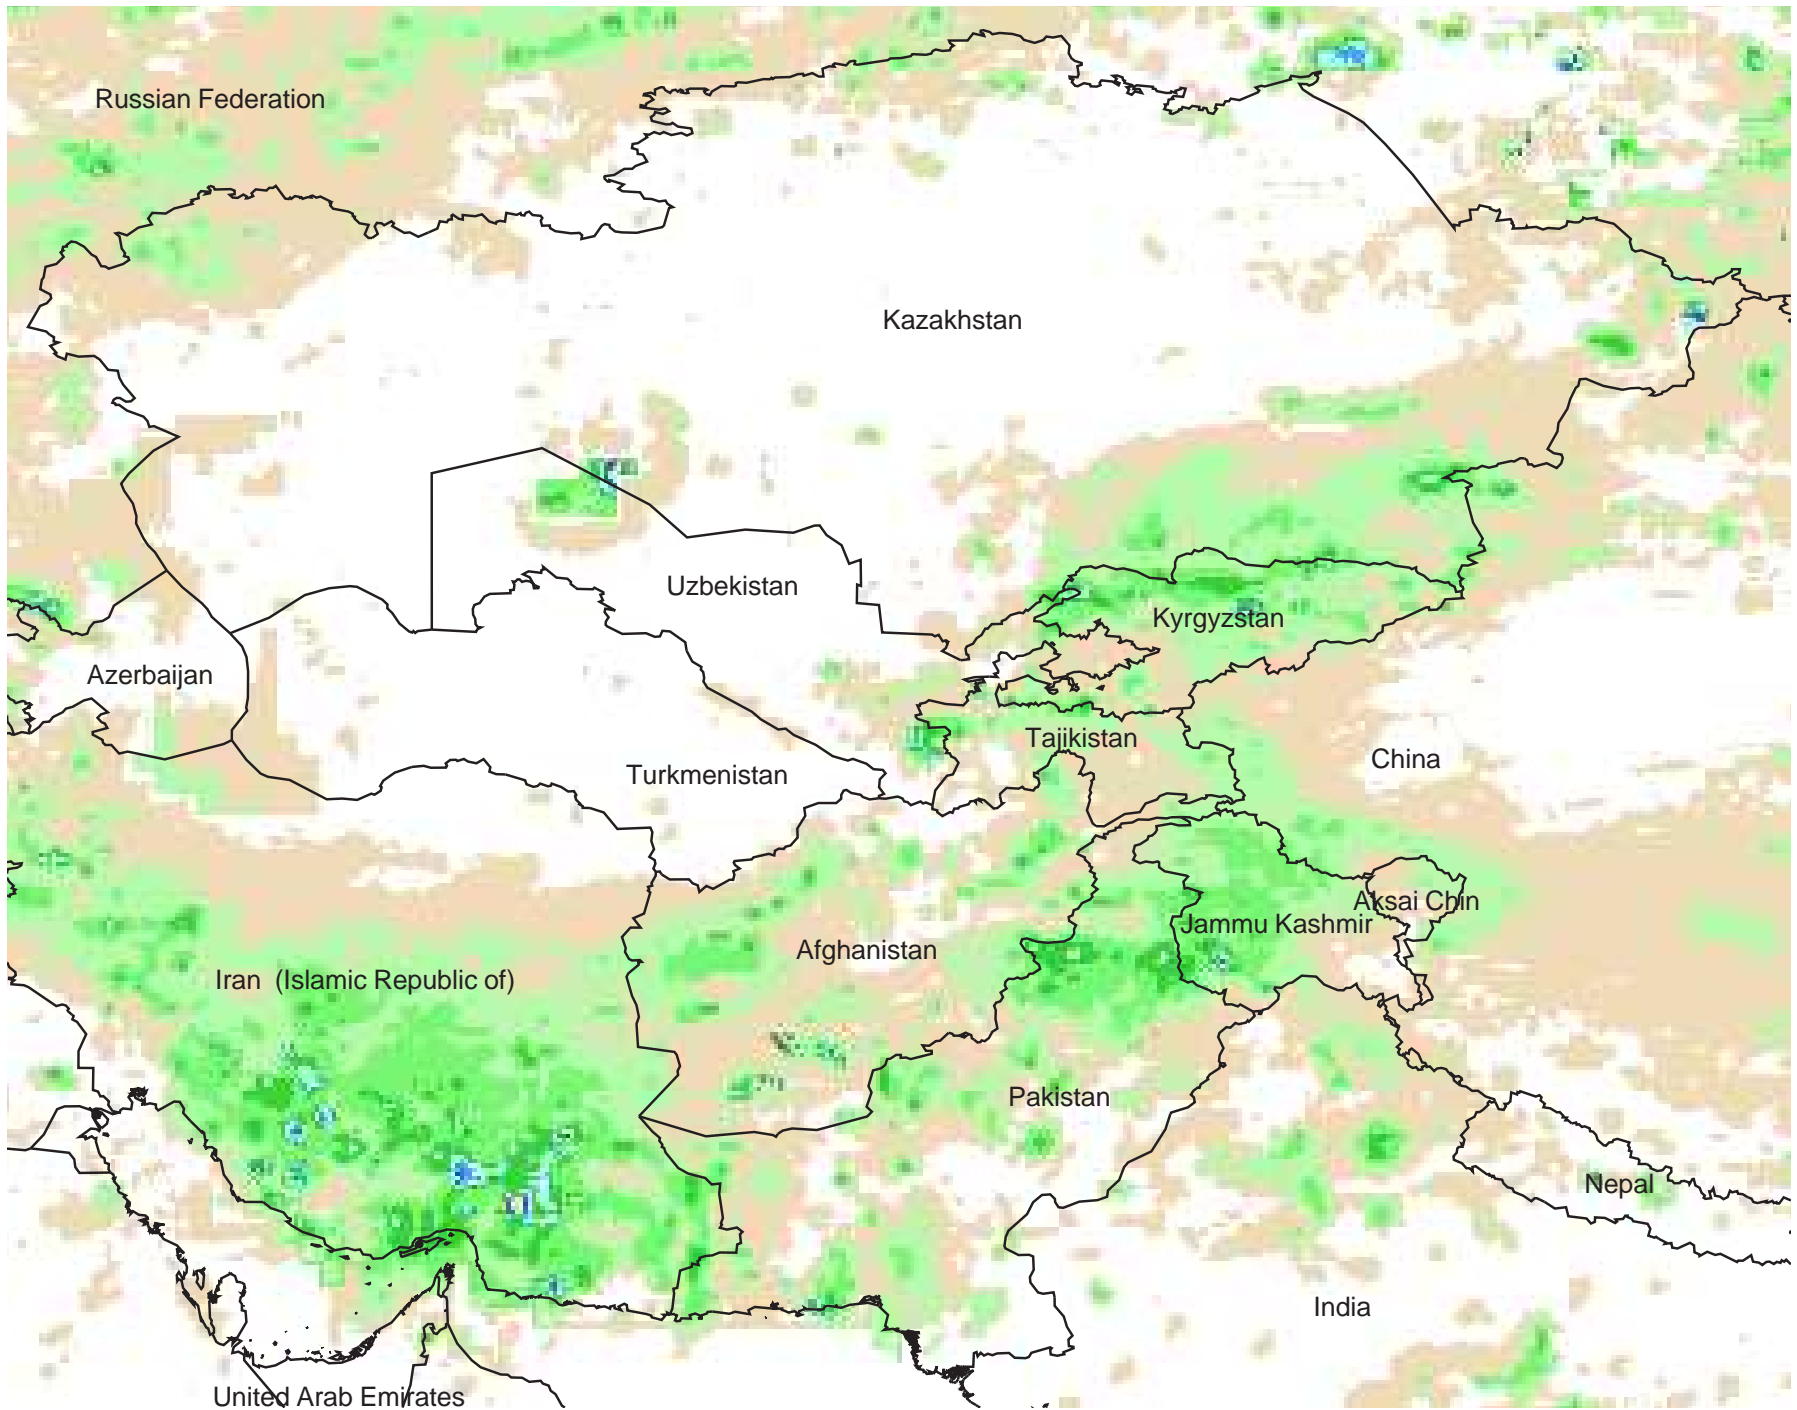 Russian Federation
Kazakhstan
Uzbekistan
Kyrgyzstan
Azerbaijan
Tajikistan
China
Turkmenistan
Aksai Chin
Jammu Kashmir
Afghanistan
Iran (Islamic Republic of)
Pakistan
Nepal
India
United Arab Emirates